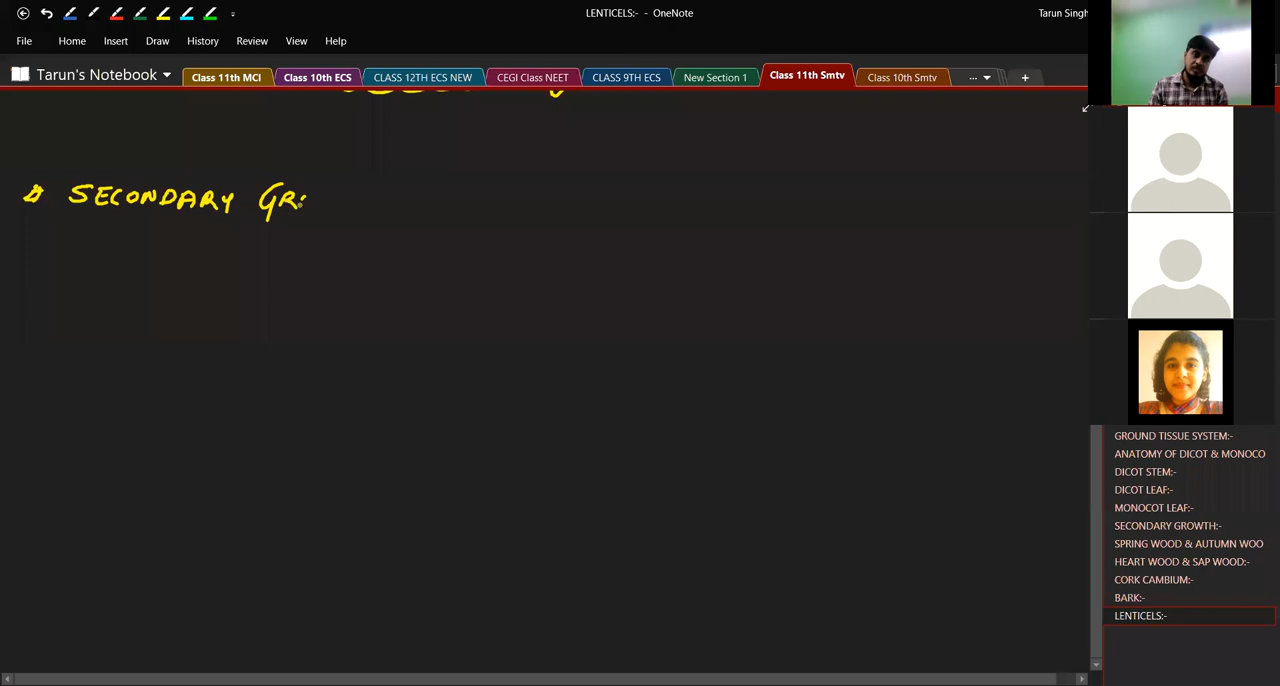 LENTICELS:- - OneNote
Tarun Singh
File Home Insert Draw History Review View Help
Tarun's Notebook
Class 11th MCI Class 10th ECS CLASS 12TH ECS NEW CEGI Class NEET CLASS 9TH ECS New Section 1 Class 11th Smtv Class 10th Smtv ... +
SECONDARY GR
GROUND TISSUE SYSTEM:-
ANATOMY OF DICOT & MONOCO
DICOT STEM:-
DICOT LEAF:-
MONOCOT LEAF:-
SECONDARY GROWTH:-
SPRING WOOD & AUTUMN WOO
HEART WOOD & SAP WOOD:-
CORK CAMBIUM:-
BARK:-
LENTICELS:-